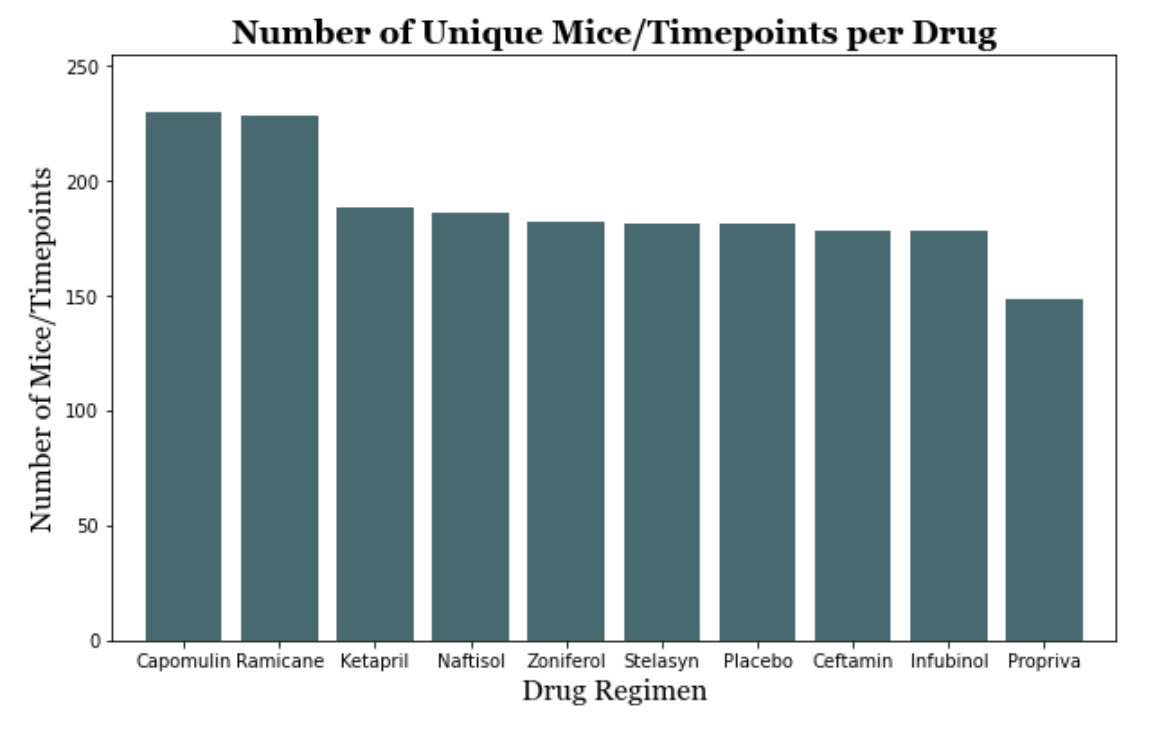 Number of Unique Mice/Timepoints per Drug
Number of Mice/Timepoints
250
200
150
100
50
0
Capomulin Ramicane Ketapril Naftisol Zoniferol Stelasyn Placebo Ceftamin Infubinol Propriva
Drug Regimen